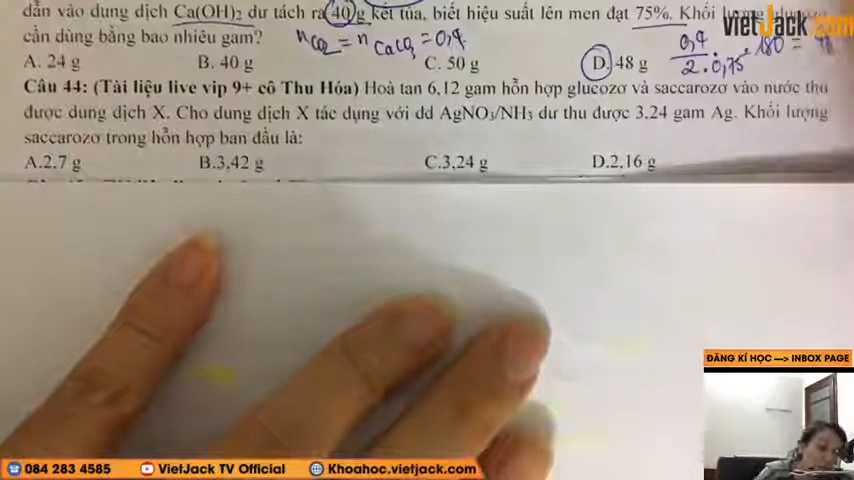 dẫn vào dung dịch Ca(OH)₂ dư tách ra 40 g kết tủa, biết hiệu suất lên men đạt 75%. Khối
cần dùng bằng bao nhiêu gam?
n CO₂ = n CaCO₃ = 0,4
0,4 / 2.0,75 . 180 =
A. 24 g B. 40 g C. 50 g D. 48 g
Câu 44: (Tài liệu live vip 9+ cô Thu Hóa) Hoà tan 6,12 gam hỗn hợp glucozơ và saccarozơ vào nước thu
được dung dịch X. Cho dung dịch X tác dụng với dd AgNO₃/NH₃ dư thu được 3,24 gam Ag. Khối lượng
saccarozơ trong hỗn hợp ban đầu là:
A.2,7 g B.3,42 g C.3,24 g D.2,16 g
VietJack.com
ĐĂNG KÍ HỌC —> INBOX PAGE
084 283 4585 VietJack TV Official Khoahoc.vietjack.com